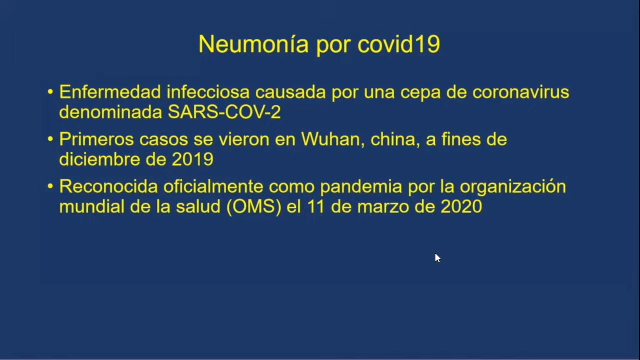 Neumonía por covid19
• Enfermedad infecciosa causada por una cepa de coronavirus
denominada SARS-COV-2
• Primeros casos se vieron en Wuhan, china, a fines de
diciembre de 2019
• Reconocida oficialmente como pandemia por la organización
mundial de la salud (OMS) el 11 de marzo de 2020